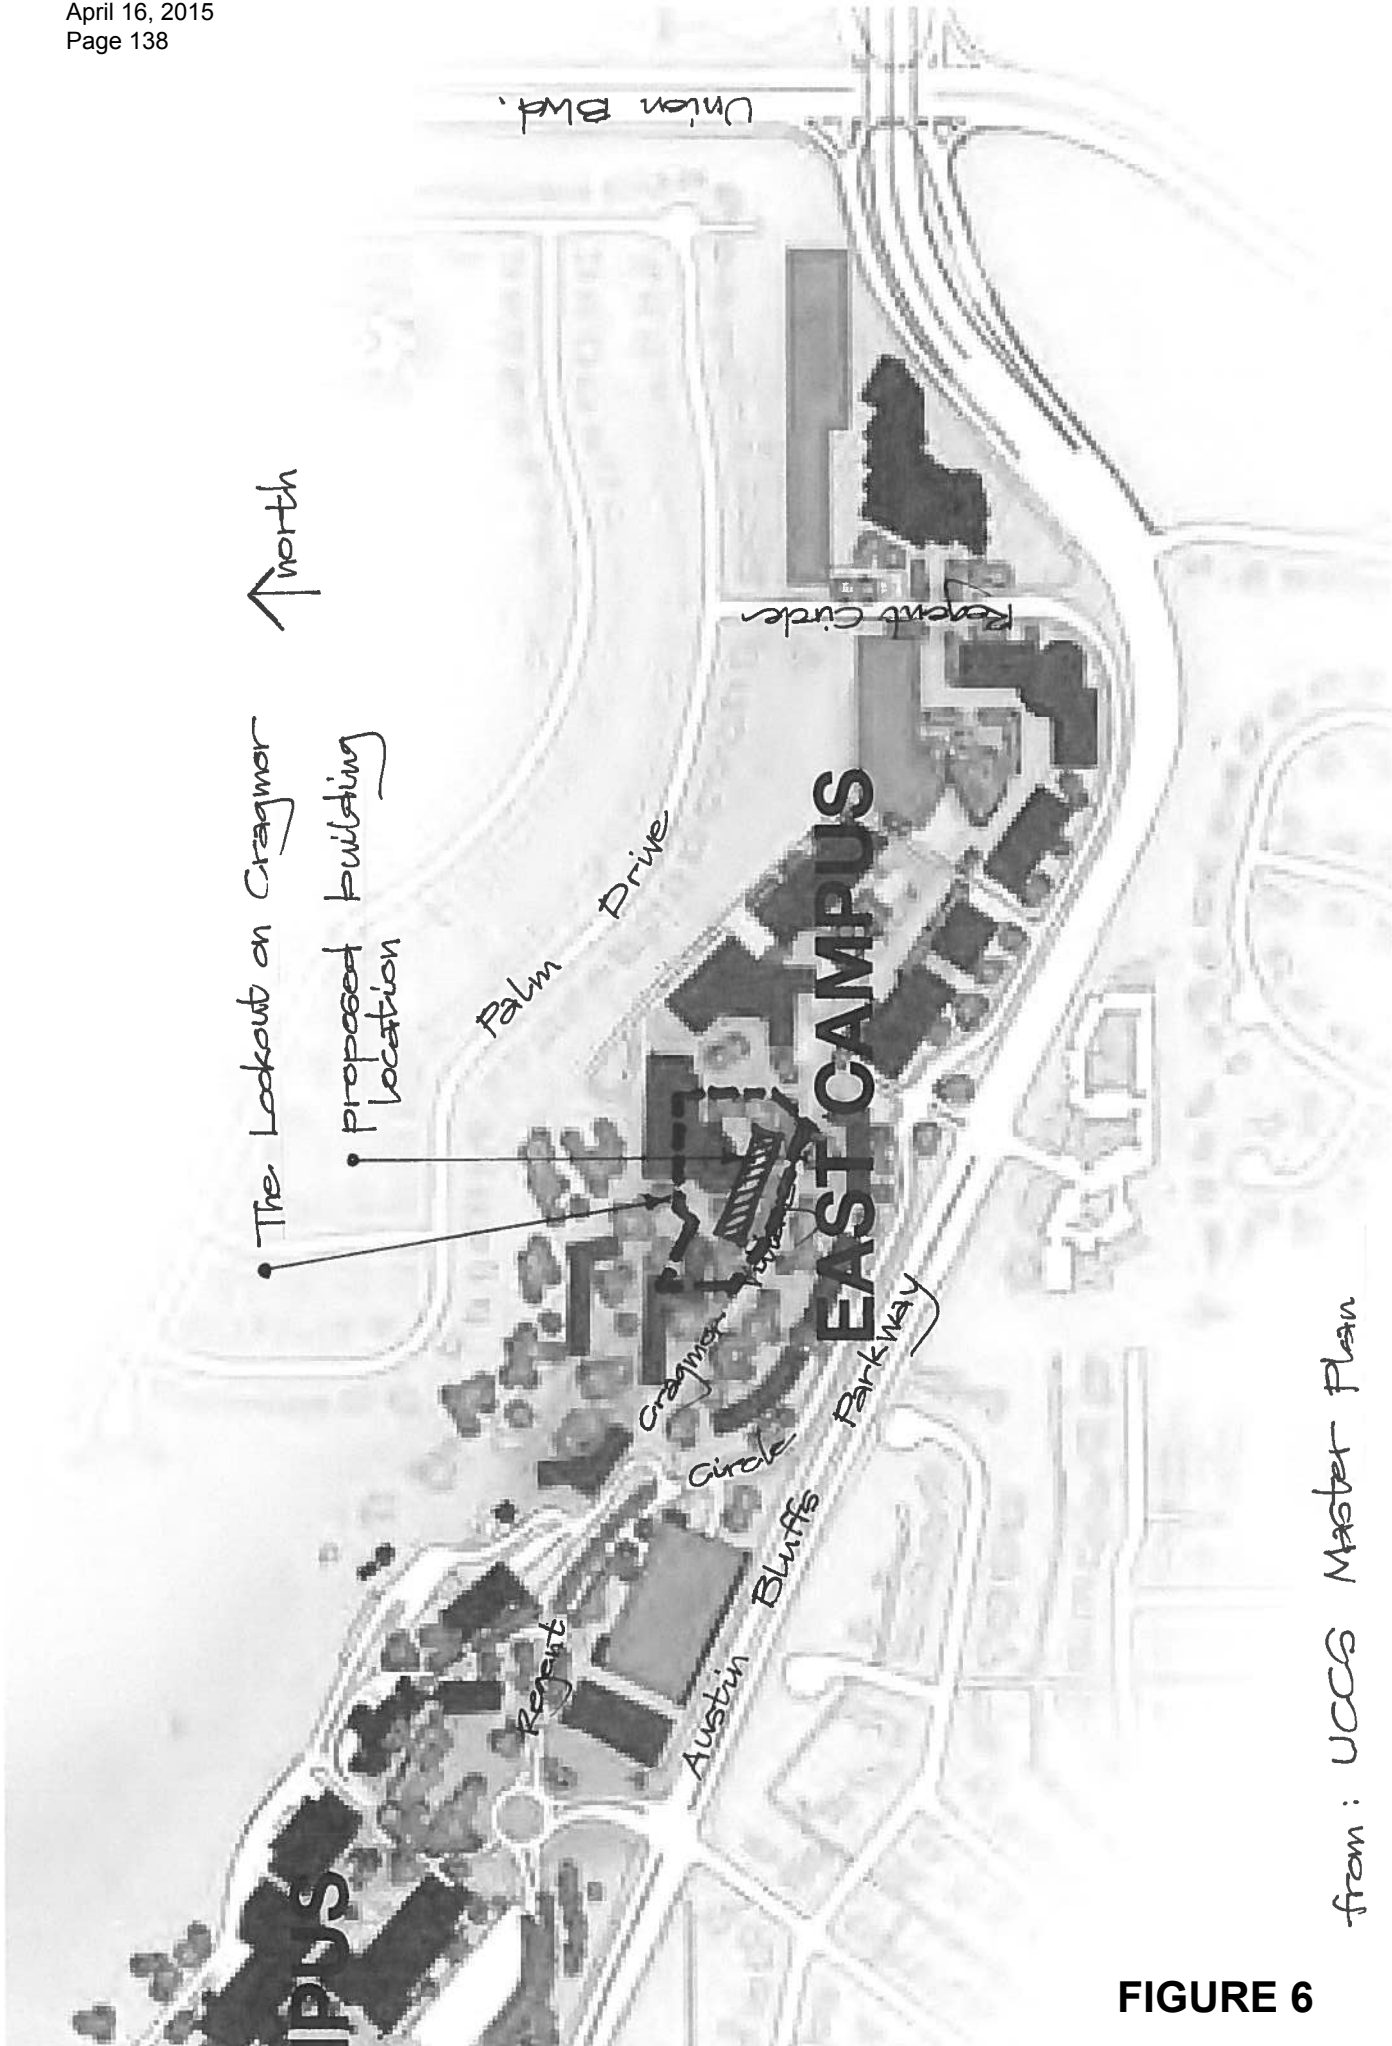 April 16, 2015
Page 138
Union Blvd.
north
The Lookout on Cragmor
proposed building
location
Palm Drive
Regent Circle
EAST CAMPUS
Cragmor
Circle
Regent
Austin Bluffs Parkway
MPUS
from: UCCS Master Plan
FIGURE 6